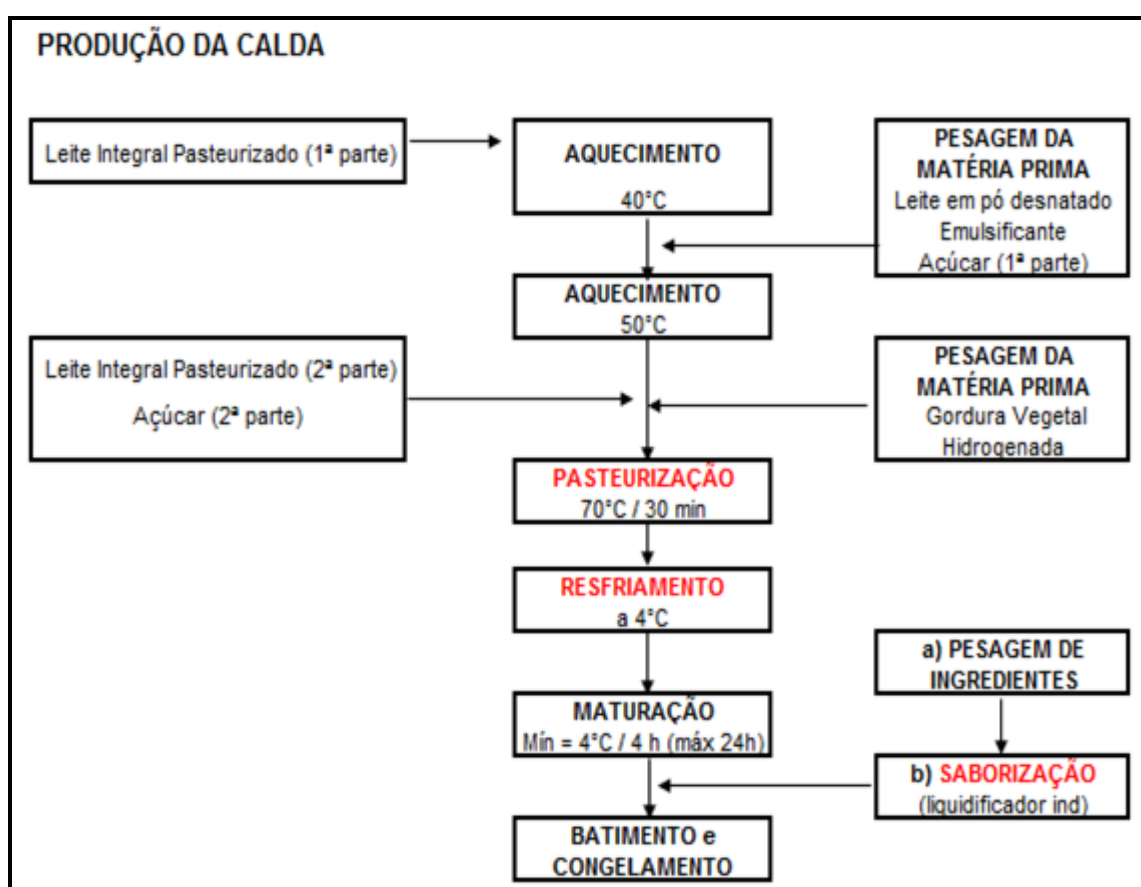 PRODUÇÃO DA CALDA
Leite Integral Pasteurizado (1ª parte)
AQUECIMENTO
40°C
PESAGEM DA
MATÉRIA PRIMA
Leite em pó desnatado
Emulsificante
Açúcar (1ª parte)
AQUECIMENTO
50°C
Leite Integral Pasteurizado (2ª parte)
Açúcar (2ª parte)
PESAGEM DA
MATÉRIA PRIMA
Gordura Vegetal
Hidrogenada
PASTEURIZAÇÃO
70°C / 30 min
RESFRIAMENTO
a 4°C
a) PESAGEM DE
INGREDIENTES
MATURAÇÃO
Mín = 4°C / 4 h (máx 24h)
b) SABORIZAÇÃO
(liquidificador ind)
BATIMENTO e
CONGELAMENTO